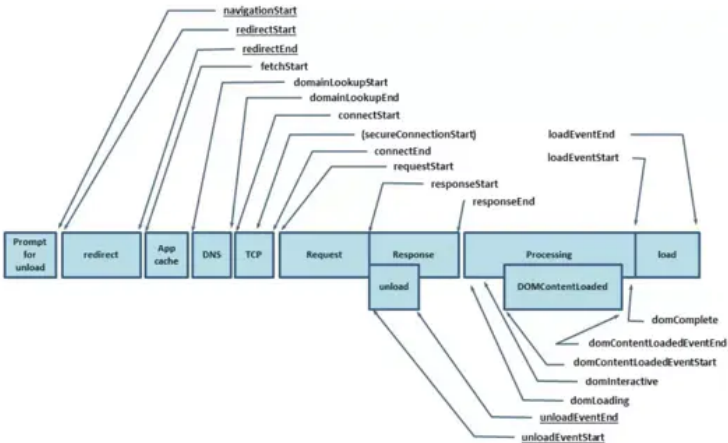 navigationStart
redirectStart
redirectEnd
fetchStart
domainLookupStart
domainLookupEnd
connectStart
(secureConnectionStart)
loadEventEnd
connectEnd
loadEventStart
requestStart
responseStart
responseEnd
Prompt
for
unload
redirect
App
cache
DNS
TCP
Request
Response
Processing
load
unload
DOMContentLoaded
domComplete
domContentLoadedEventEnd
domContentLoadedEventStart
domInteractive
domLoading
unloadEventEnd
unloadEventStart